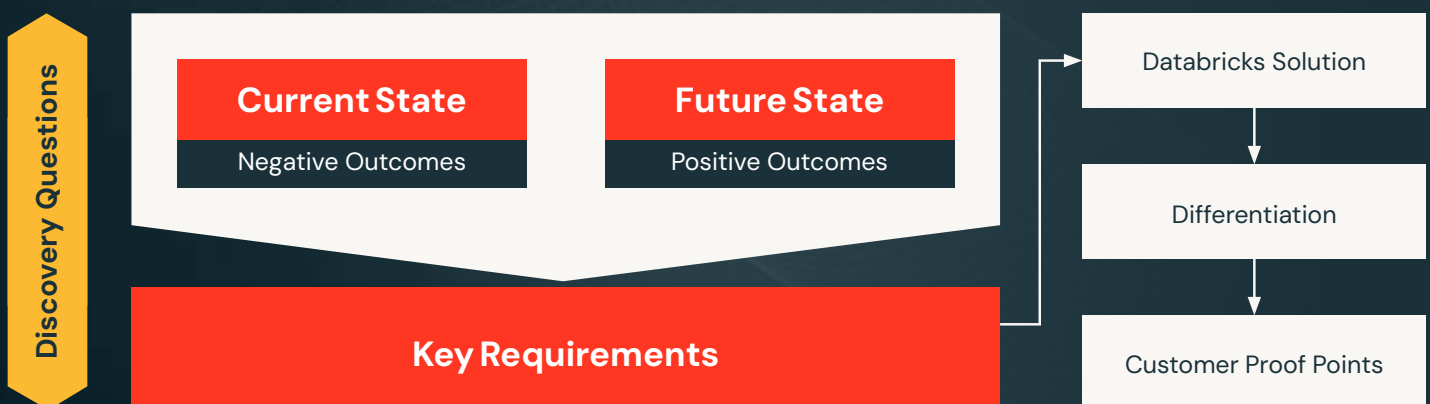 Discovery Questions
Current State
Negative Outcomes
Future State
Positive Outcomes
Key Requirements
Databricks Solution
Differentiation
Customer Proof Points